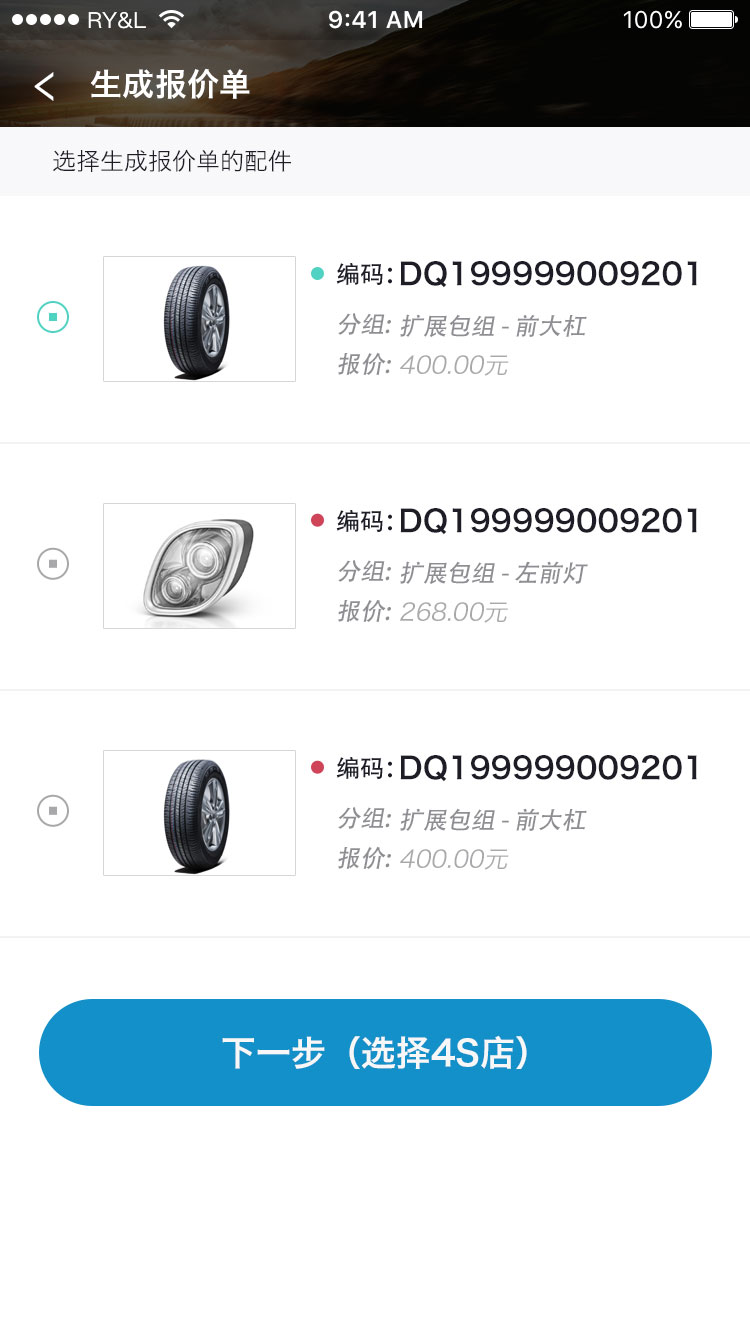 RY&L 9:41 AM 100%
生成报价单
选择生成报价单的配件
编码：DQ199999009201
分组: 扩展包组 - 前大杠
报价: 400.00元
编码：DQ199999009201
分组: 扩展包组 - 左前灯
报价: 268.00元
编码：DQ199999009201
分组: 扩展包组 - 前大杠
报价: 400.00元
下一步（选择4S店）